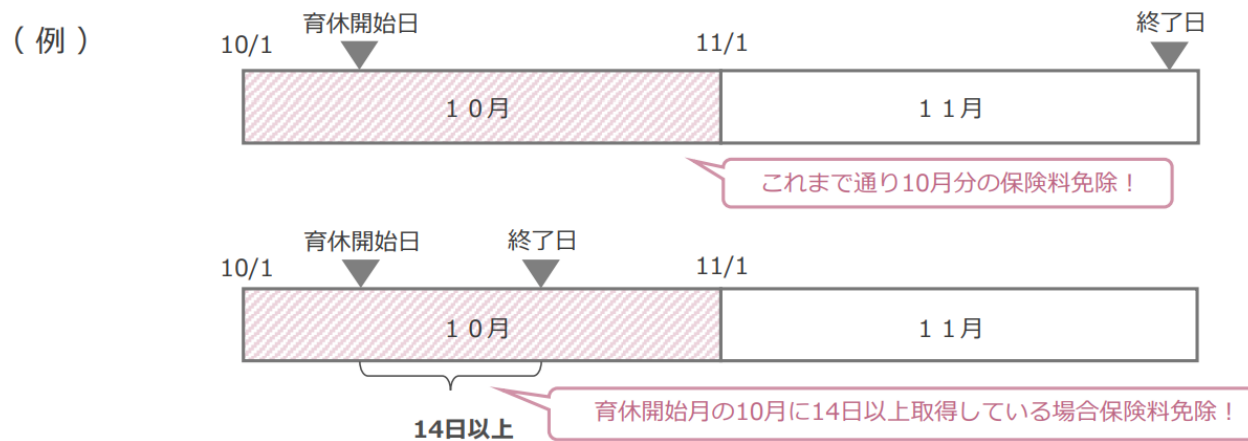 （ 例 ）
育休開始日
終了日
10/1
11/1
１０月
１１月
これまで通り10月分の保険料免除！
育休開始日
終了日
10/1
11/1
１０月
１１月
14日以上
育休開始月の10月に14日以上取得している場合保険料免除！